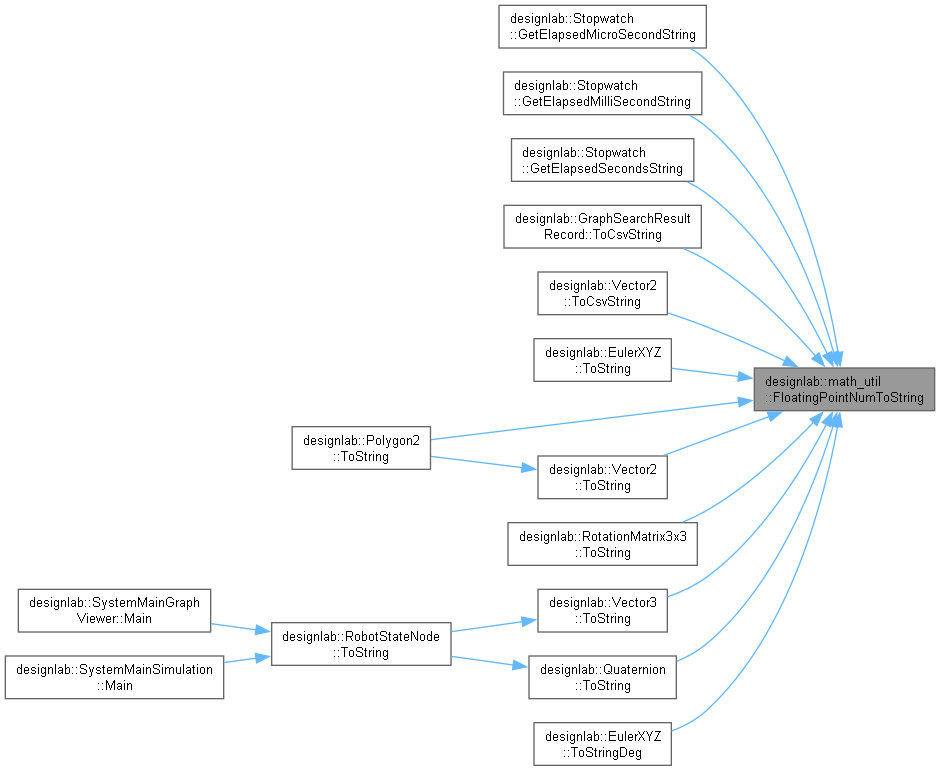 designlab::Stopwatch
::GetElapsedMicroSecondString
designlab::Stopwatch
::GetElapsedMilliSecondString
designlab::Stopwatch
::GetElapsedSecondsString
designlab::GraphSearchResult
Record::ToCsvString
designlab::Vector2
::ToCsvString
designlab::EulerXYZ
::ToString
designlab::math_util
::FloatingPointNumToString
designlab::Polygon2
::ToString
designlab::Vector2
::ToString
designlab::RotationMatrix3x3
::ToString
designlab::SystemMainGraph
Viewer::Main
designlab::Vector3
::ToString
designlab::RobotStateNode
::ToString
designlab::SystemMainSimulation
::Main
designlab::Quaternion
::ToString
designlab::EulerXYZ
::ToStringDeg